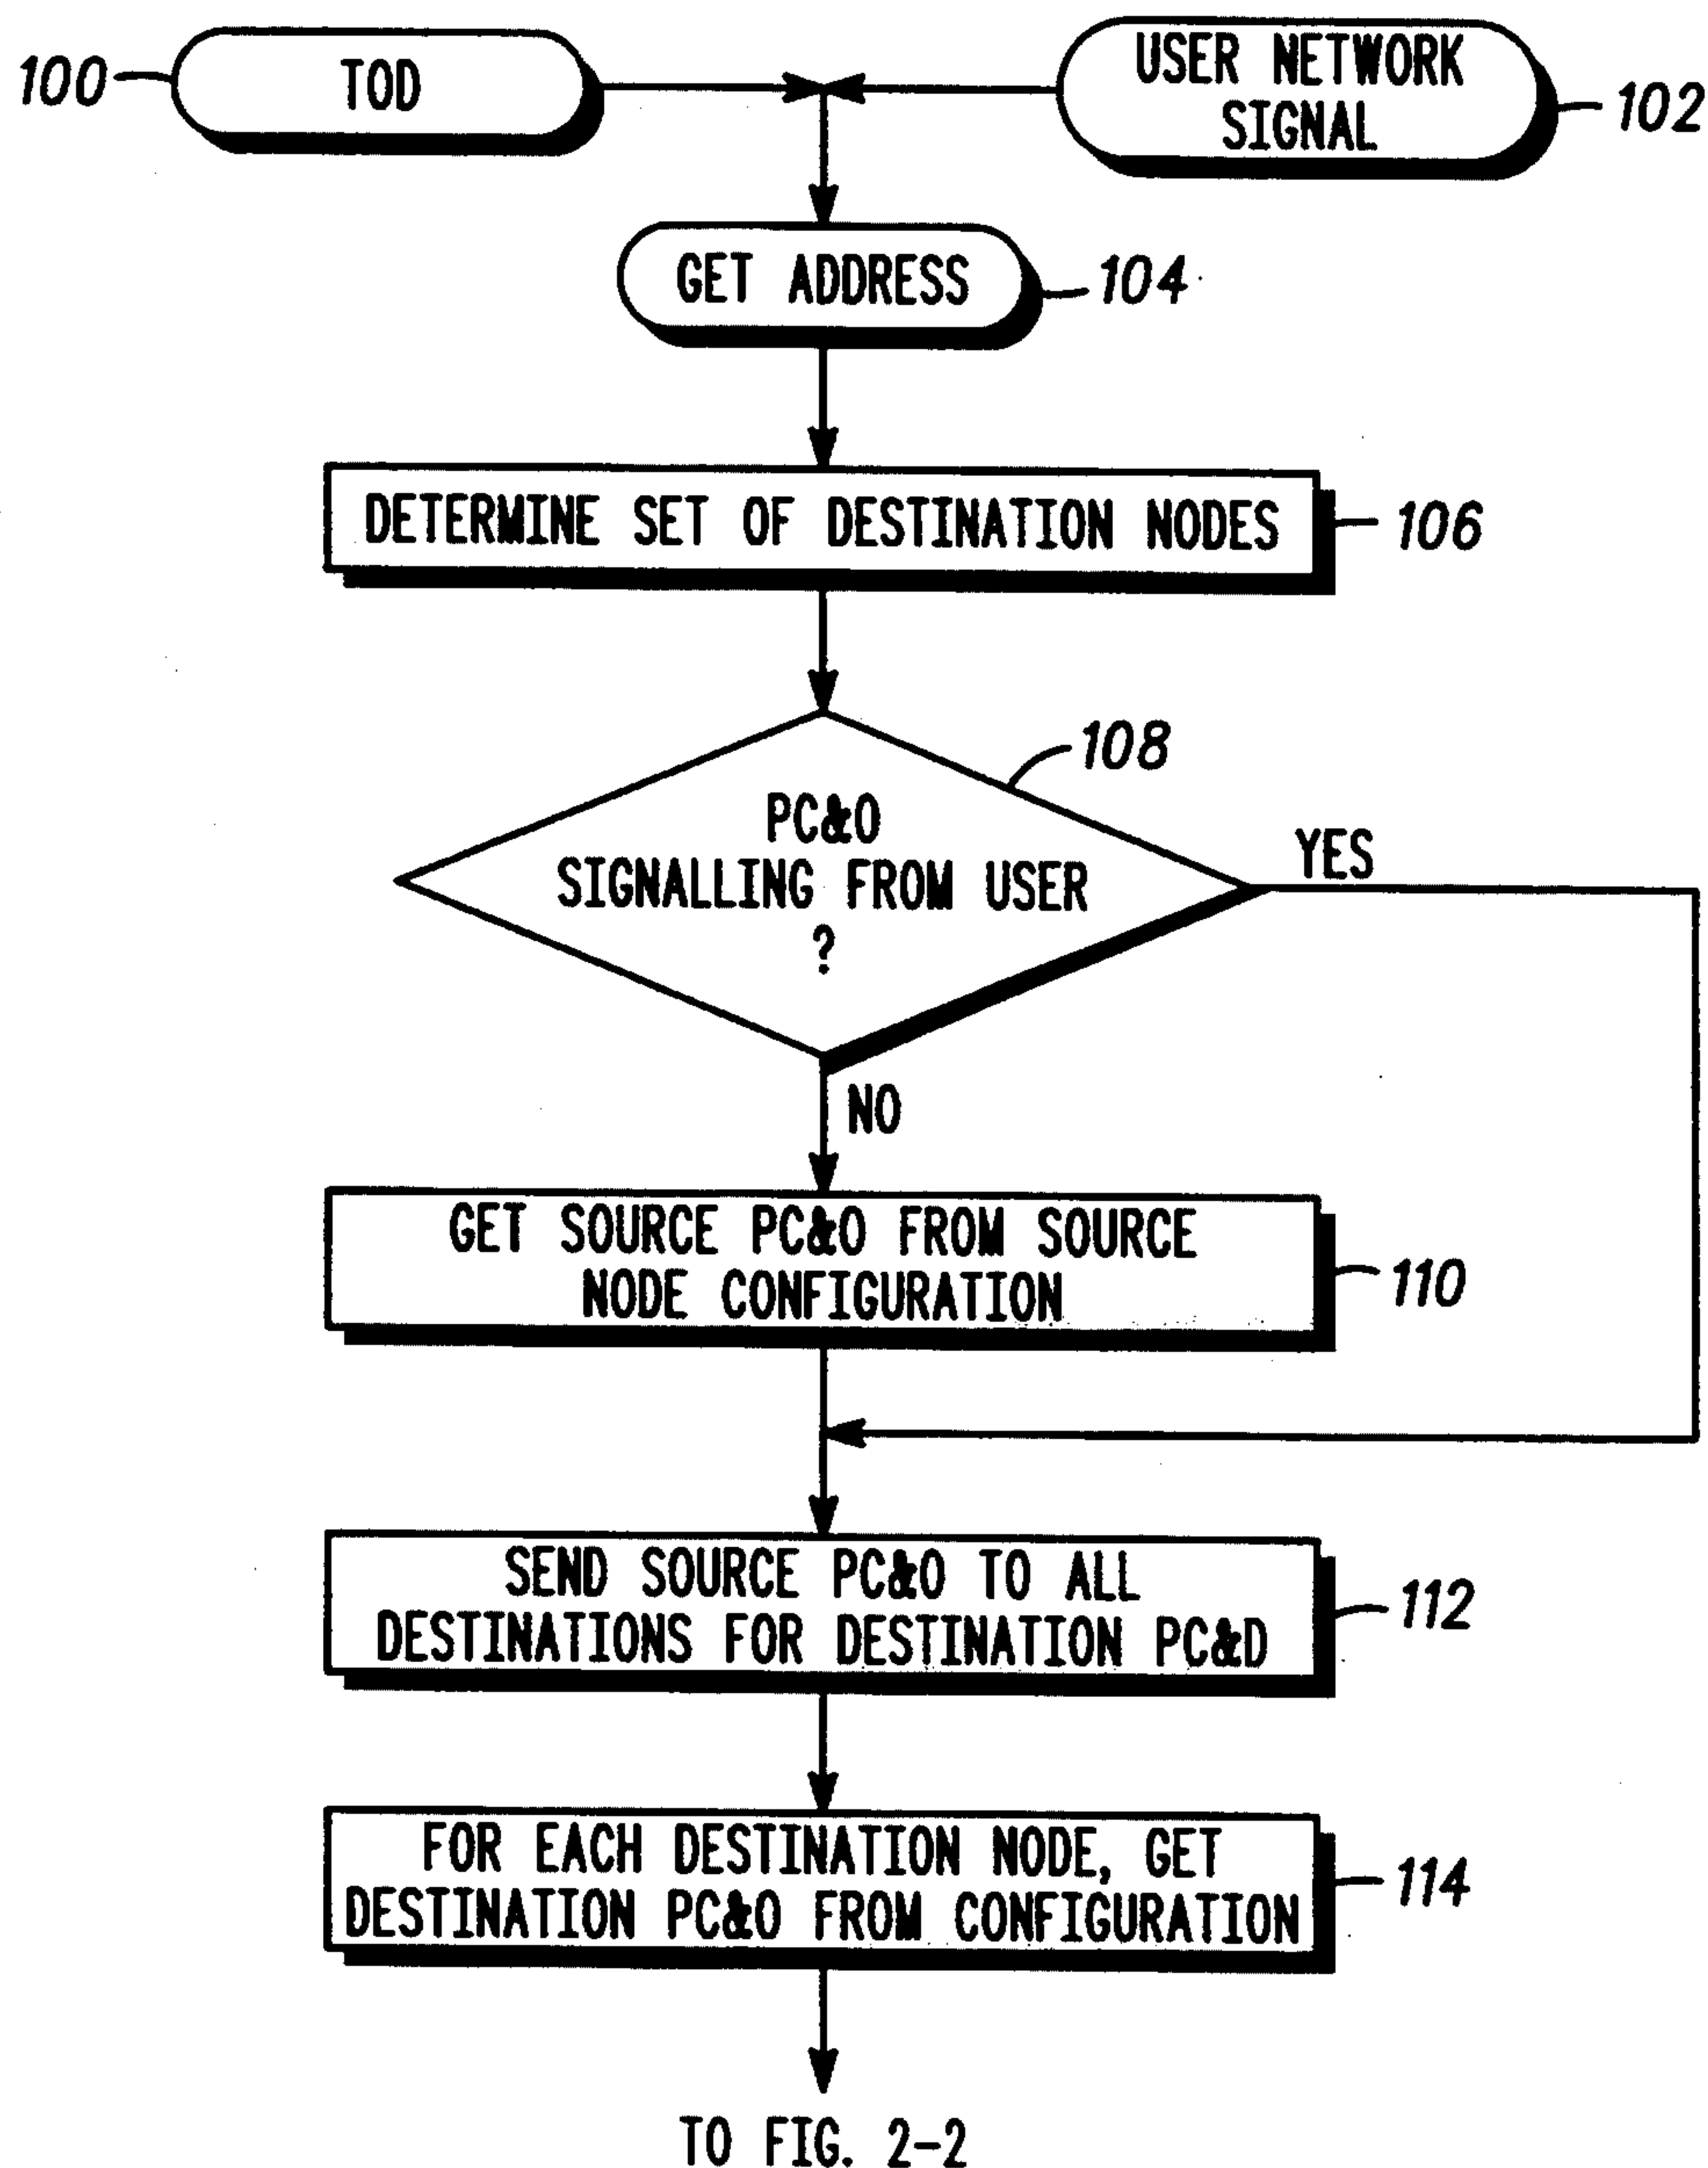 100
TOD
USER NETWORK
SIGNAL
102
GET ADDRESS
104
DETERMINE SET OF DESTINATION NODES
106
108
PC&O
SIGNALLING FROM USER
?
YES
NO
GET SOURCE PC&O FROM SOURCE
NODE CONFIGURATION
110
SEND SOURCE PC&O TO ALL
DESTINATIONS FOR DESTINATION PC&D
112
FOR EACH DESTINATION NODE, GET
DESTINATION PC&O FROM CONFIGURATION
114
TO FIG. 2-2